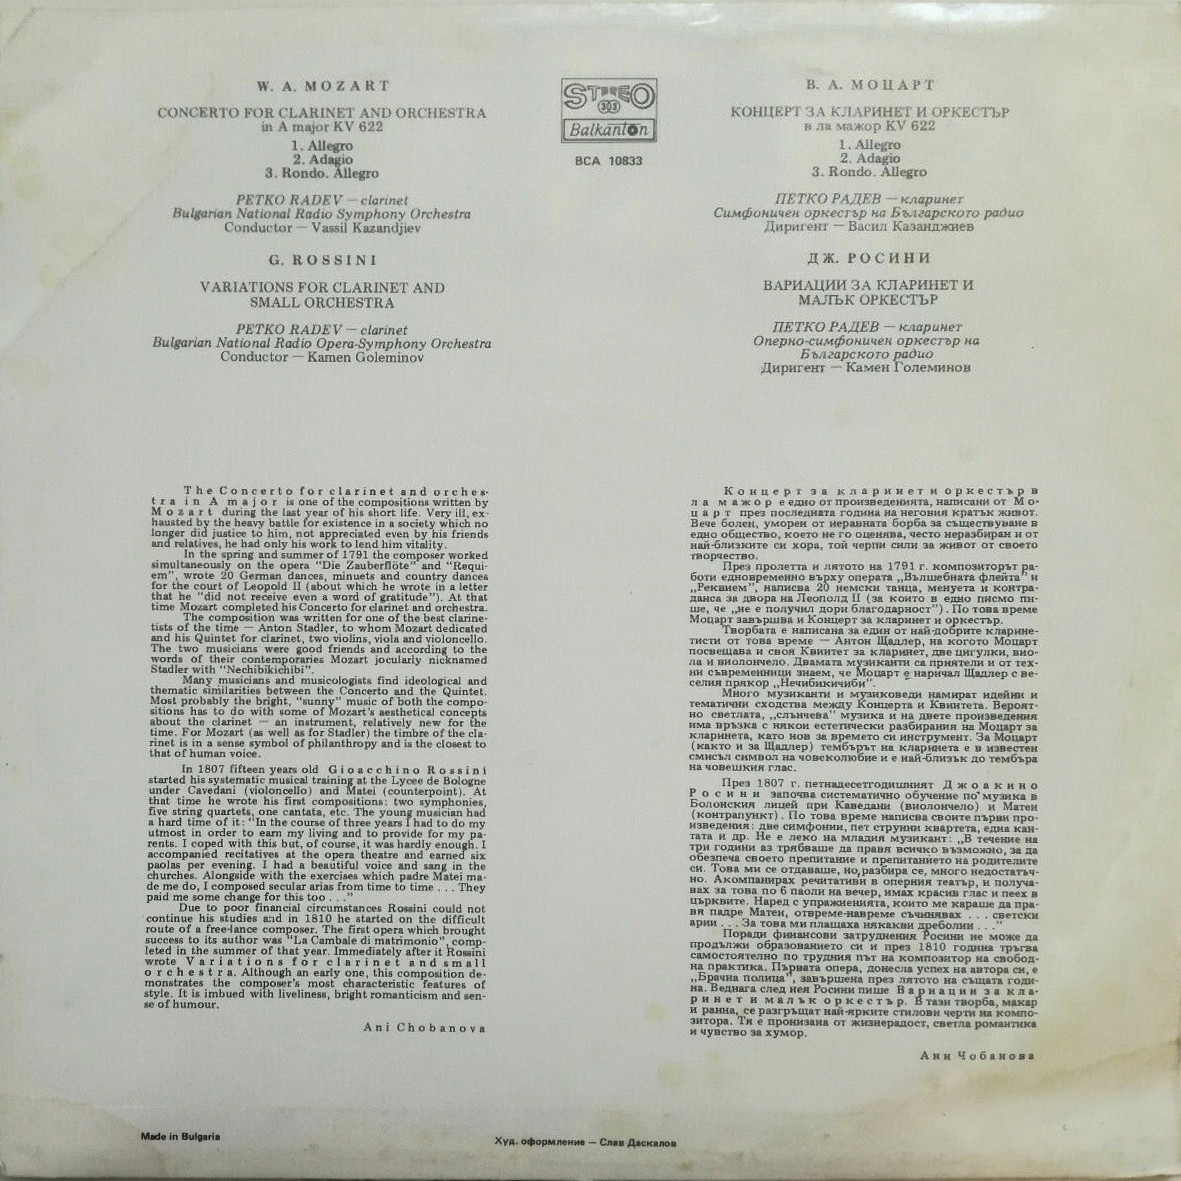 W. A. MOZART
CONCERTO FOR CLARINET AND ORCHESTRA
in A major KV 622
1. Allegro
2. Adagio
3. Rondo. Allegro
PETKO RADEV — clarinet
Bulgarian National Radio Symphony Orchestra
Conductor — Vassil Kazandjiev
G. ROSSINI
VARIATIONS FOR CLARINET AND
SMALL ORCHESTRA
PETKO RADEV — clarinet
Bulgarian National Radio Opera-Symphony Orchestra
Conductor — Kamen Goleminov
STEREO
303
Balkanton
BCA 10833
В. А. МОЦАРТ
КОНЦЕРТ ЗА КЛАРИНЕТ И ОРКЕСТЪР
в ла мажор KV 622
1. Allegro
2. Adagio
3. Rondo. Allegro
ПЕТКО РАДЕВ — кларинет
Симфоничен оркестър на Българското радио
Диригент — Васил Казанджиев
ДЖ. РОСИНИ
ВАРИАЦИИ ЗА КЛАРИНЕТ И
МАЛЪК ОРКЕСТЪР
ПЕТКО РАДЕВ — кларинет
Оперно-симфоничен оркестър на
Българското радио
Диригент — Камен Големинов
The Concerto for clarinet and orches-
tra in A major is one of the compositions written by
Mozart during the last year of his short life. Very ill, ex-
hausted by the heavy battle for existence in a society which no
longer did justice to him, not appreciated even by his friends
and relatives, he had only his work to lend him vitality.
In the spring and summer of 1791 the composer worked
simultaneously on the opera "Die Zauberflöte" and "Requi-
em", wrote 20 German dances, minuets and country dances
for the court of Leopold II (about which he wrote in a letter
that he "did not receive even a word of gratitude"). At that
time Mozart completed his Concerto for clarinet and orchestra.
The composition was written for one of the best clarine-
tists of the time — Anton Stadler, to whom Mozart dedicated
and his Quintet for clarinet, two violins, viola and violoncello.
The two musicians were good friends and according to the
words of their contemporaries Mozart jocularly nicknamed
Stadler with "Nechibikichibi".
Many musicians and musicologists find ideological and
thematic similarities between the Concerto and the Quintet.
Most probably the bright, "sunny" music of both the compo-
sitions has to do with some of Mozart's aesthetical concepts
about the clarinet — an instrument, relatively new for the
time. For Mozart (as well as for Stadler) the timbre of the cla-
rinet is in a sense symbol of philanthropy and is the closest to
that of human voice.
In 1807 fifteen years old Gioacchino Rossini
started his systematic musical training at the Lycee de Bologne
under Cavedani (violoncello) and Matei (counterpoint). At
that time he wrote his first compositions: two symphonies,
five string quartets, one cantata, etc. The young musician had
a hard time of it: "In the course of three years I had to do my
utmost in order to earn my living and to provide for my pa-
rents. I coped with this but, of course, it was hardly enough. I
accompanied recitatives at the opera theatre and earned six
paolas per evening. I had a beautiful voice and sang in the
churches. Alongside with the exercises which padre Matei ma-
de me do, I composed secular arias from time to time . . . They
paid me some change for this too . . ."
Due to poor financial circumstances Rossini could not
continue his studies and in 1810 he started on the difficult
route of a free-lance composer. The first opera which brought
success to its author was "La Cambale di matrimonio", comp-
leted in the summer of that year. Immediately after it Rossini
wrote Variations for clarinet and small
orchestra. Although an early one, this composition de-
monstrates the composer's most characteristic features of
style. It is imbued with liveliness, bright romanticism and sen-
se of humour.
Ani Chobanova
Концерт за кларинет и оркестър в
ла мажор е едно от произведенията, написани от Мо-
царт през последната година на неговия кратък живот.
Вече болен, уморен от неравната борба за съществуване в
едно общество, което не го оценява, често неразбиран и от
най-близките си хора, той черпи сили за живот от своето
творчество.
През пролетта и лятото на 1791 г. композиторът ра-
боти едновременно върху операта „Вълшебната флейта" и
„Реквием", написва 20 немски танца, менуета и контра-
данса за двора на Леополд II (за които в едно писмо пи-
ше, че „не е получил дори благодарност"). По това време
Моцарт завършва и Концерт за кларинет и оркестър.
Творбата е написана за един от най-добрите кларине-
тисти от това време — Антон Щадлер, на когото Моцарт
посвещава и своя Квинтет за кларинет, две цигулки, вио-
ла и виолончело. Двамата музиканти са приятели и от тех-
ни съвременници знаем, че Моцарт е наричал Щадлер с ве-
селия прякор „Нечибикичиби".
Много музиканти и музиковеди намират идейни и
тематични сходства между Концерта и Квинтета. Вероят-
но светлата, „слънчева" музика и на двете произведения
има връзка с някои естетически разбирания на Моцарт за
кларинета, като нов за времето си инструмент. За Моцарт
(както и за Щадлер) тембърът на кларинета е в известен
смисъл символ на човеколюбие и е най-близък до тембъра
на човешкия глас.
През 1807 г. петнадесетгодишният Джоакино
Росини започва систематично обучение по музика в
Болонския лицей при Каведани (виолончело) и Матеи
(контрапункт). По това време написва своите първи про-
изведения: две симфонии, пет струнни квартета, една кан-
тата и др. Не е леко на младия музикант: „В течение на
три години аз трябваше да правя всичко възможно, за да
обезпеча своето препитание и препитанието на родителите
си. Това ми се отдаваше, но, разбира се, много недостатъч-
но. Акомпанирах речитативи в оперния театър, и получа-
вах за това по 6 паоли на вечер, имах красив глас и пеех в
църквите. Наред с упражненията, които ме караше да пра-
вя падре Матеи, отвреме-навреме съчинявах . . . светски
арии . . . За това ми плащаха някакви дреболии . . ."
Поради финансови затруднения Росини не може да
продължи образованието си и през 1810 година тръгва
самостоятелно по трудния път на композитор на свобод-
на практика. Първата опера, донесла успех на автора си, е
„Брачна полица", завършена през лятото на същата годи-
на. Веднага след нея Росини пише Вариации за кла-
ринет и малък оркестър. В тази творба, макар
и ранна, се разгръщат най-ярките стилови черти на компо-
зитора. Тя е пронизана от жизнерадост, светла романтика
и чувство за хумор.
Ани Чобанова
Made in Bulgaria
Худ. оформление — Слав Даскалов